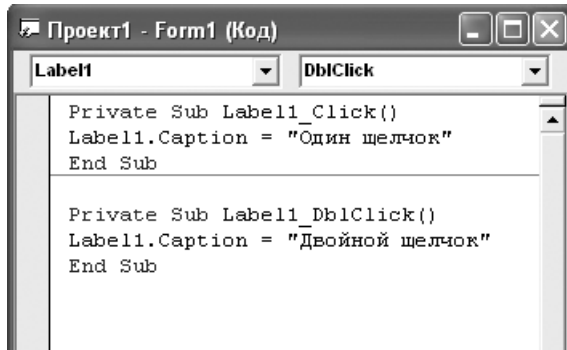 Проект1 - Form1 (Код)
Label1 DblClick
Private Sub Label1_Click()
Label1.Caption = "Один щелчок"
End Sub
Private Sub Label1_DblClick()
Label1.Caption = "Двойной щелчок"
End Sub